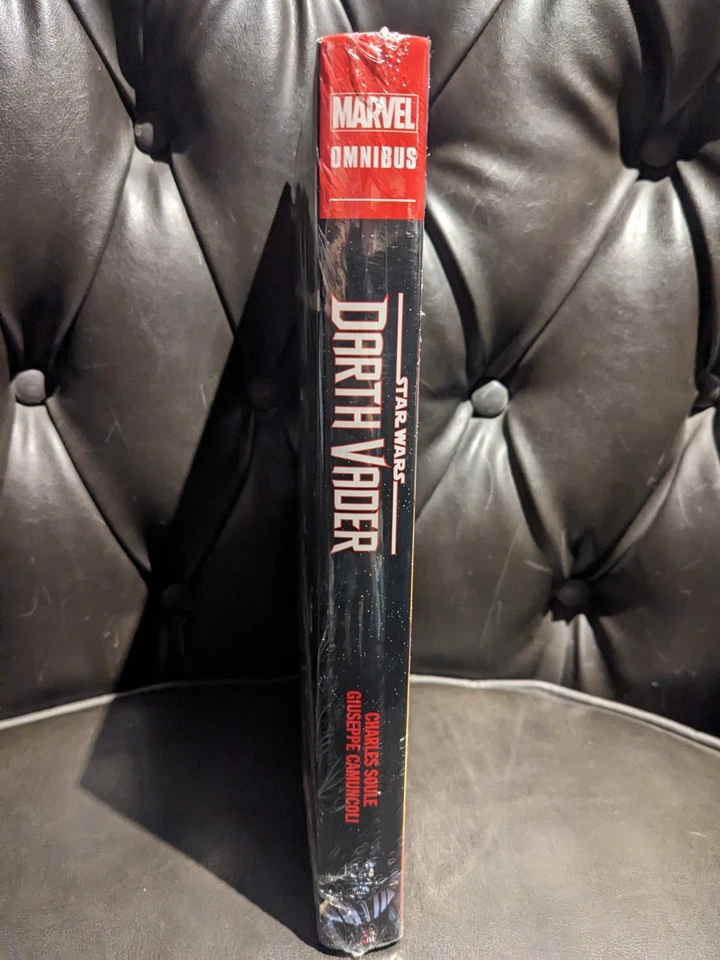 MARVEL
OMNIBUS
STAR WARS
DARTH VADER
CHARLES SOULE
GIUSEPPE CAMUNCOLI